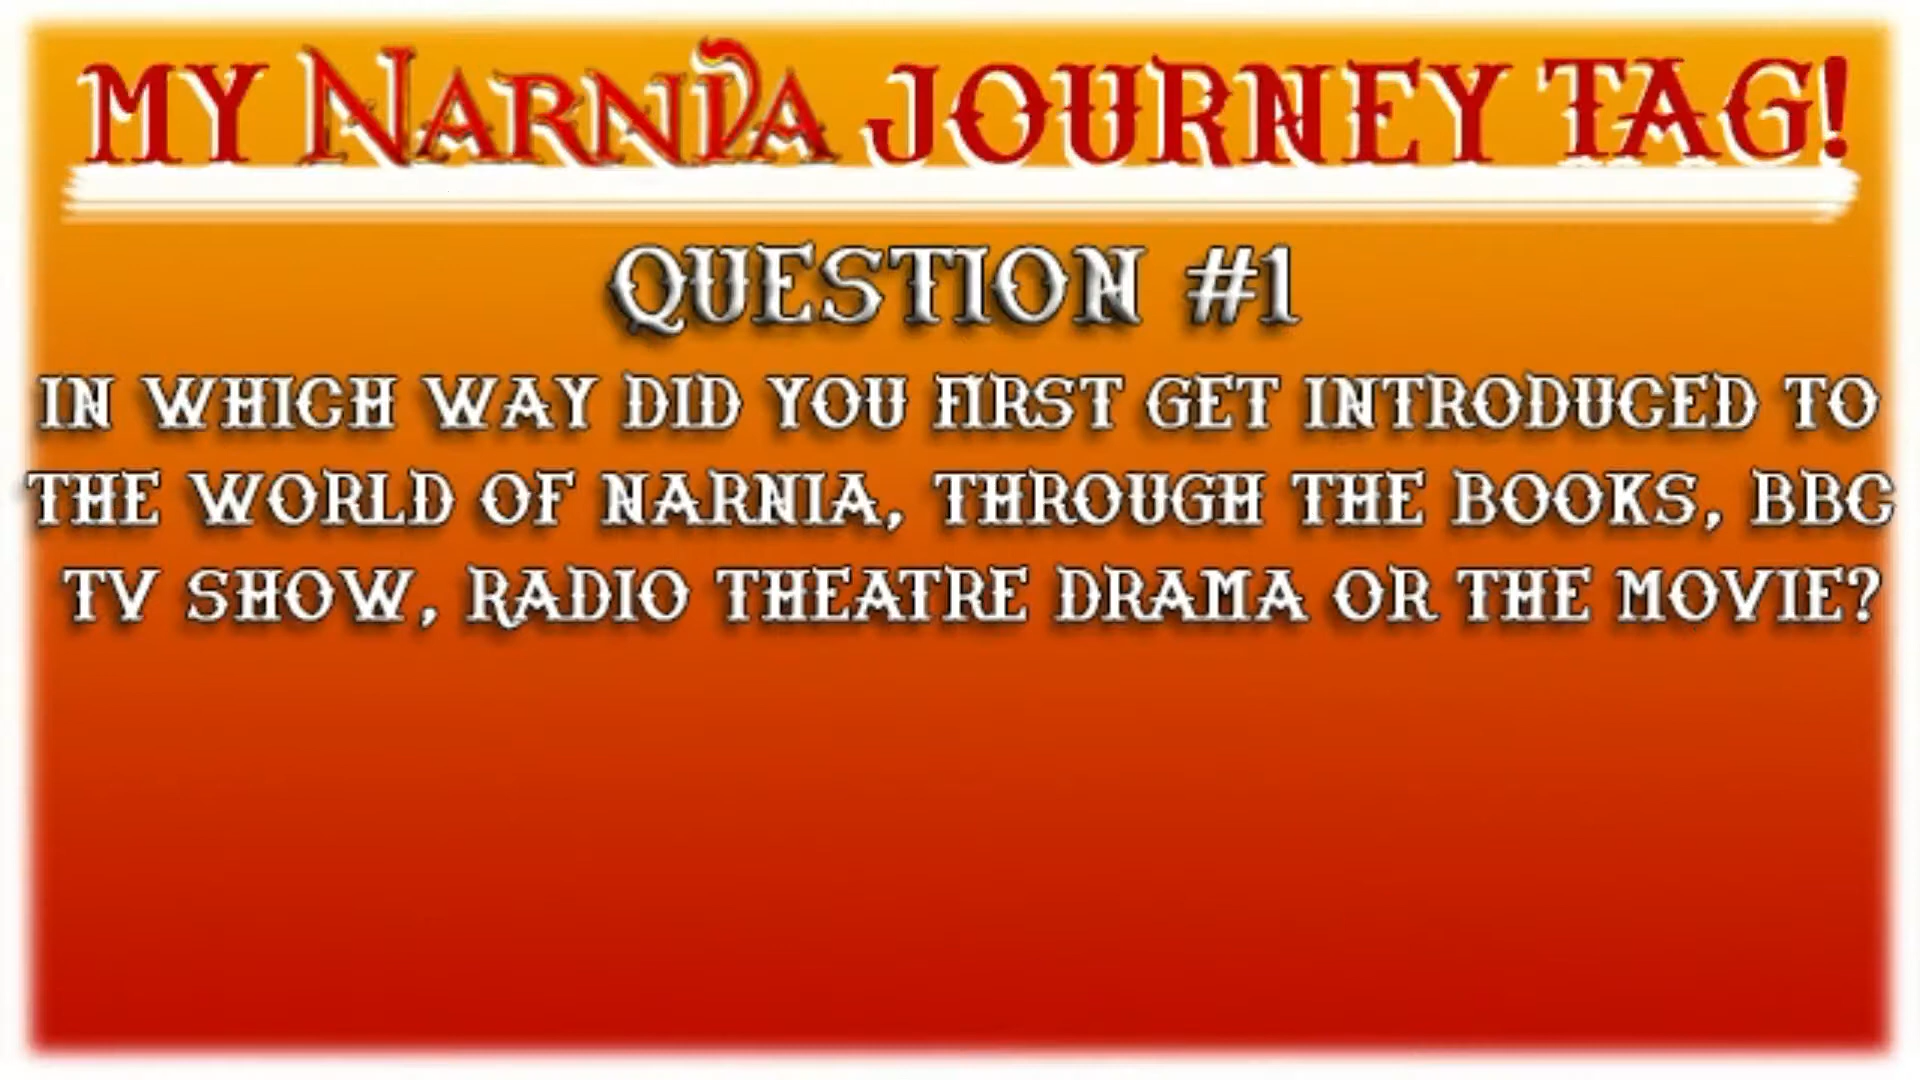 MY NARNIA JOURNEY TAG!
QUESTION #1
IN WHICH WAY DID YOU FIRST GET INTRODUCED TO
THE WORLD OF NARNIA, THROUGH THE BOOKS, BBC
TV SHOW, RADIO THEATRE DRAMA OR THE MOVIE?